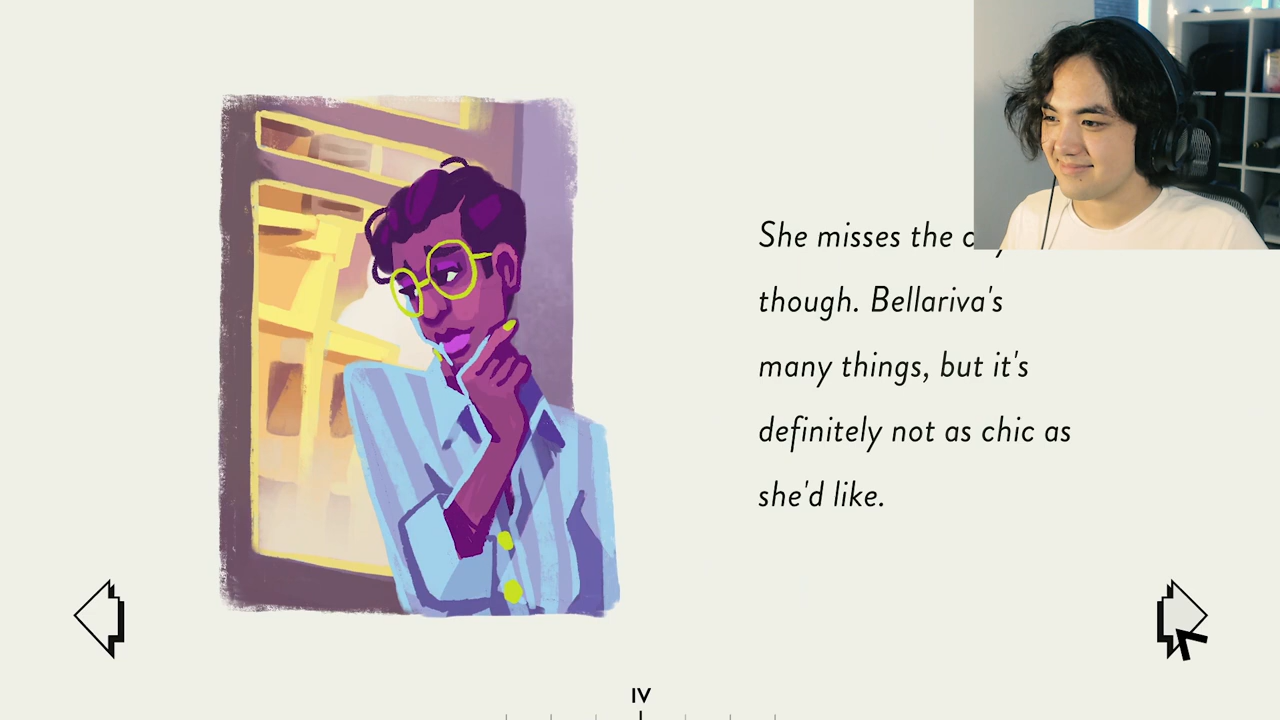 She misses the
though. Bellariva's
many things, but it's
definitely not as chic as
she'd like.
IV